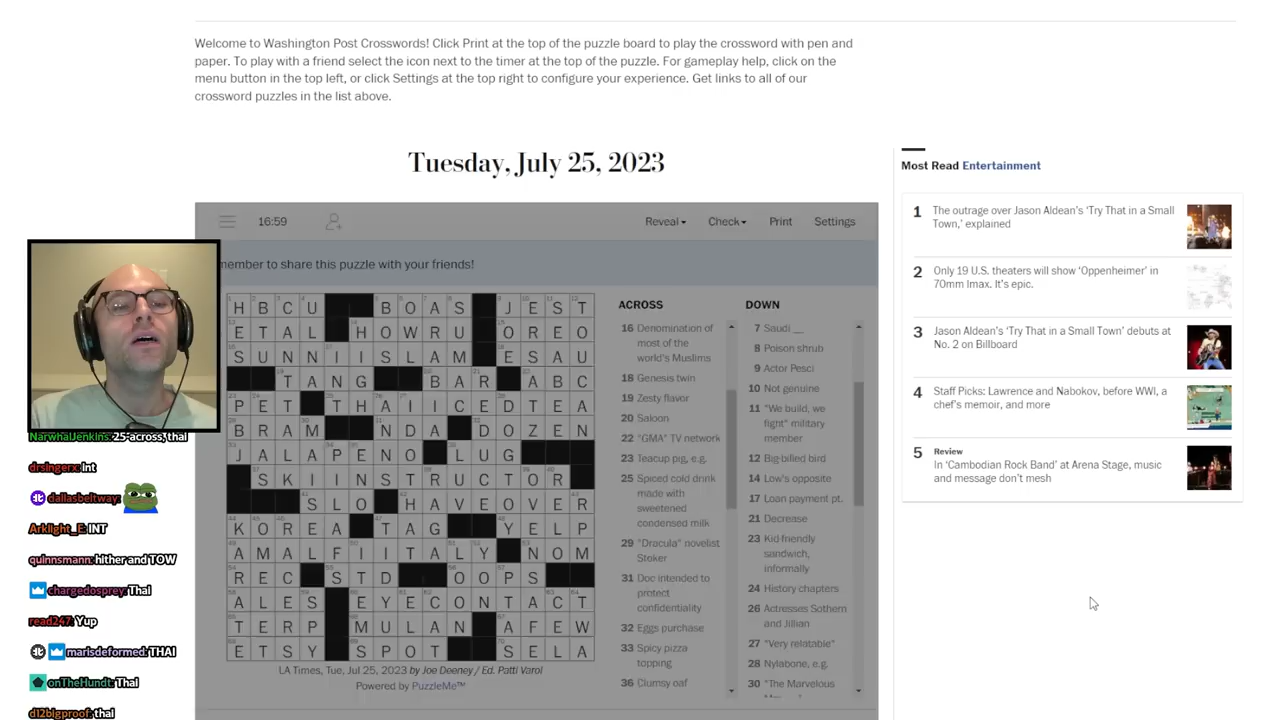 Welcome to Washington Post Crosswords! Click Print at the top of the puzzle board to play the crossword with pen and
paper. To play with a friend select the icon next to the timer at the top of the puzzle. For gameplay help, click on the
menu button in the top left, or click Settings at the top right to configure your experience. Get links to all of our
crossword puzzles in the list above.
Tuesday, July 25, 2023
16:59
Reveal
Check
Print
Settings
member to share this puzzle with your friends!
H B C U B O A S J E S T
E T A L H O W R U O R E O
S U N N I I S L A M E S A U
T A N G B A R A B C
P E T T H A I I C E D T E A
B R A M N D A D O Z E N
J A L A P E N O L U G
S K I I N S T R U C T O R
S L O H A V E O V E R
K O R E A T A G Y E L P
A M A L F I I T A L Y N O M
R E C S T D O O P S
A L E S E Y E C O N T A C T
T E R P M U L A N A F E W
E T S Y S P O T S E L A
LA Times, Tue, Jul 25, 2023 by Joe Deeney / Ed. Patti Varol
Powered by PuzzleMe™
ACROSS
16 Denomination of
most of the
world's Muslims
18 Genesis twin
19 Zesty flavor
20 Saloon
22 "GMA" TV network
23 Teacup pig, e.g.
25 Spiced cold drink
made with
sweetened
condensed milk
29 "Dracula" novelist
Stoker
31 Doc intended to
protect
confidentiality
32 Eggs purchase
33 Spicy pizza
topping
36 Clumsy oaf
DOWN
7 Saudi __
8 Poison shrub
9 Actor Pesci
10 Not genuine
11 "We build, we
fight" military
member
12 Big-billed bird
14 Low's opposite
17 Loan payment pt.
21 Decrease
23 Kid-friendly
sandwich,
informally
24 History chapters
26 Actresses Sothern
and Jillian
27 "Very relatable"
28 Nylabone, e.g.
30 "The Marvelous
Most Read Entertainment
1 The outrage over Jason Aldean's 'Try That in a Small
Town,' explained
2 Only 19 U.S. theaters will show 'Oppenheimer' in
70mm Imax. It's epic.
3 Jason Aldean's 'Try That in a Small Town' debuts at
No. 2 on Billboard
4 Staff Picks: Lawrence and Nabokov, before WWI, a
chef's memoir, and more
5 Review
In 'Cambodian Rock Band' at Arena Stage, music
and message don't mesh
NarwhalJenkins: 25-across, thai
drsingerx: Int
dallasbeltway:
Arklight_E: INT
quinnsmann: hither and TOW
chargedosprey: Thai
read247: Yup
marisdeformed: THAI
onTheHundt: Thai
d12bigproof: thai